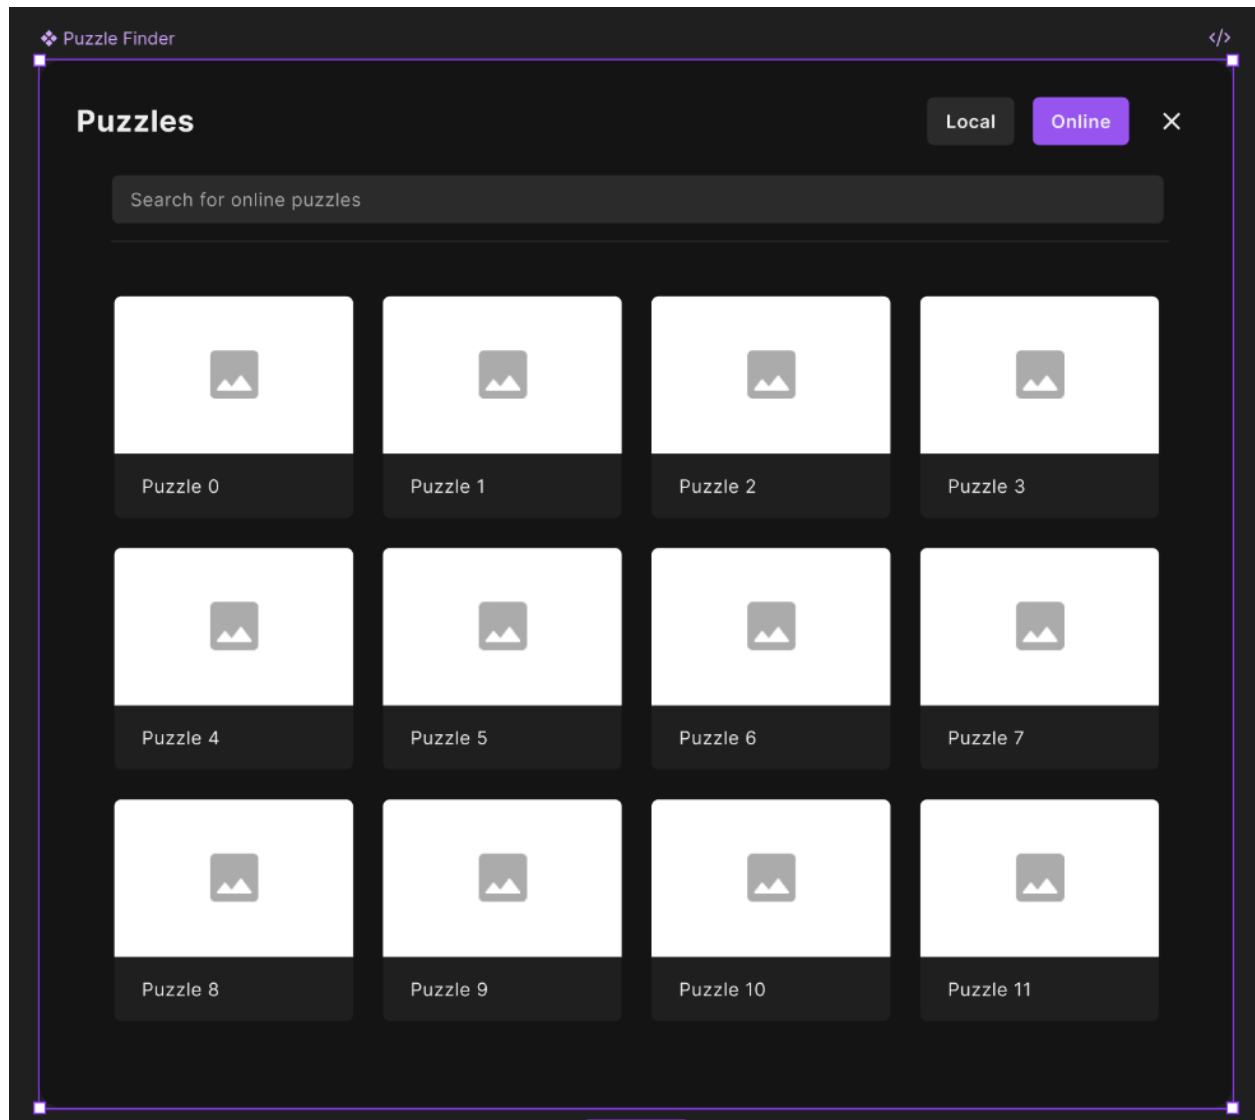 Puzzle Finder
</>
Puzzles
Local
Online
Search for online puzzles
Puzzle 0
Puzzle 1
Puzzle 2
Puzzle 3
Puzzle 4
Puzzle 5
Puzzle 6
Puzzle 7
Puzzle 8
Puzzle 9
Puzzle 10
Puzzle 11